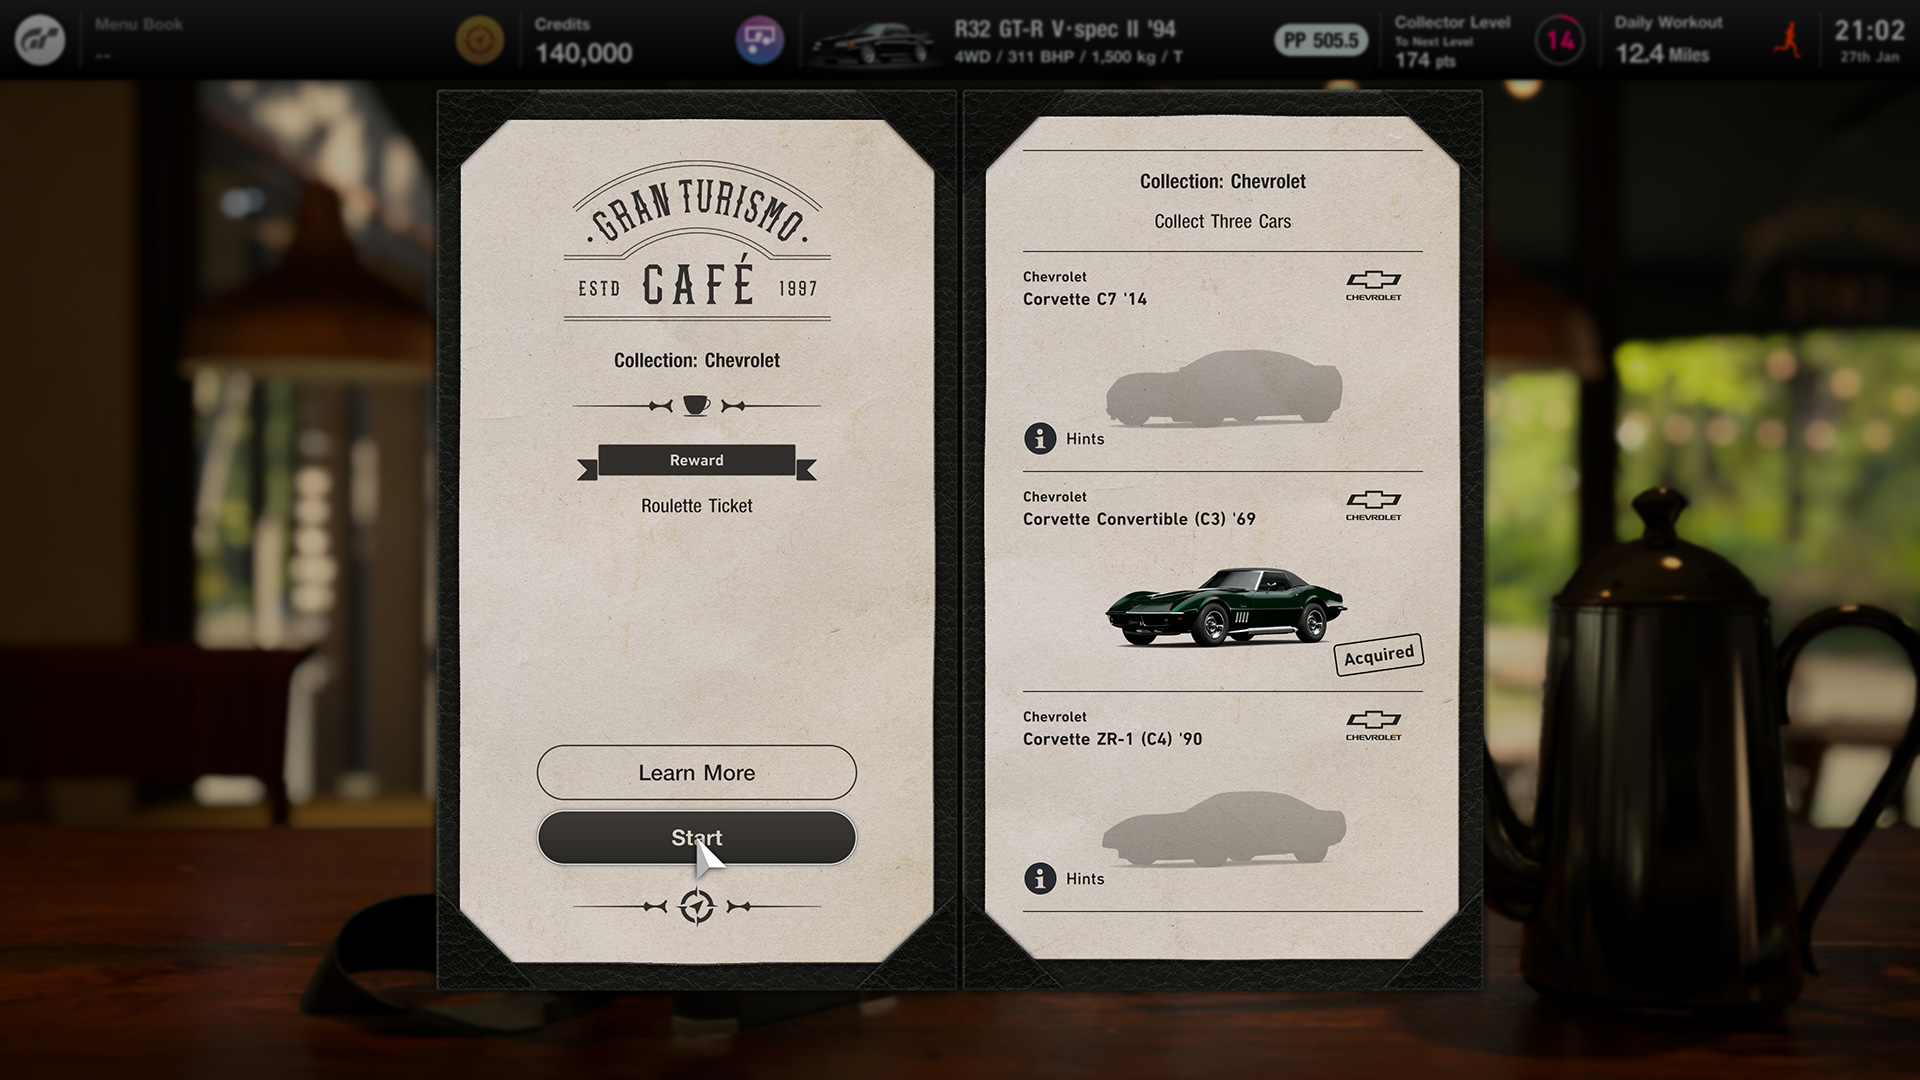 Menu Book
--
Credits
140,000
R32 GT-R V·spec II '94
4WD / 311 BHP / 1,500 kg / T
PP 505.5
Collector Level
To Next Level
174 pts
14
Daily Workout
12.4 Miles
21:02
27th Jan
· GRAN TURISMO ·
ESTD CAFÉ 1997
Collection: Chevrolet
Reward
Roulette Ticket
Learn More
Start
Collection: Chevrolet
Collect Three Cars
Chevrolet
Corvette C7 '14
CHEVROLET
Hints
Chevrolet
Corvette Convertible (C3) '69
CHEVROLET
Acquired
Chevrolet
Corvette ZR-1 (C4) '90
CHEVROLET
Hints